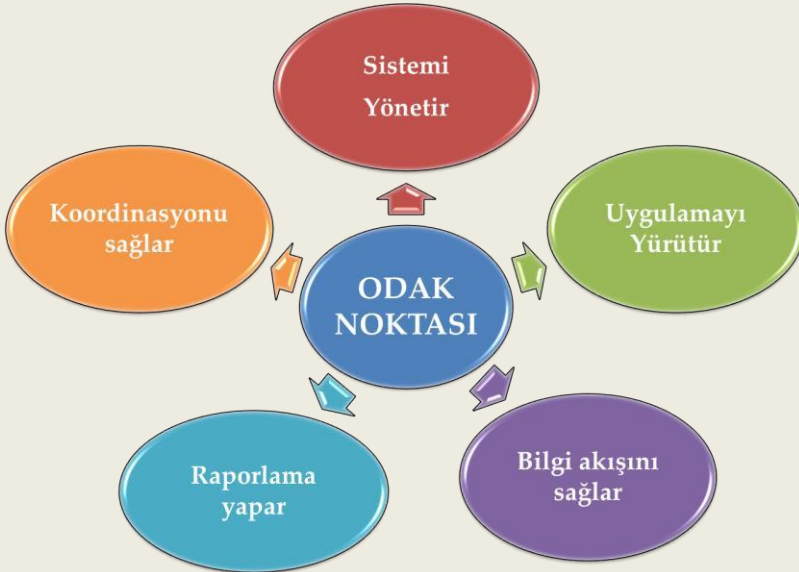 Sistemi
Yönetir
Koordinasyonu
sağlar
Uygulamayı
Yürütür
ODAK
NOKTASI
Raporlama
yapar
Bilgi akışını
sağlar